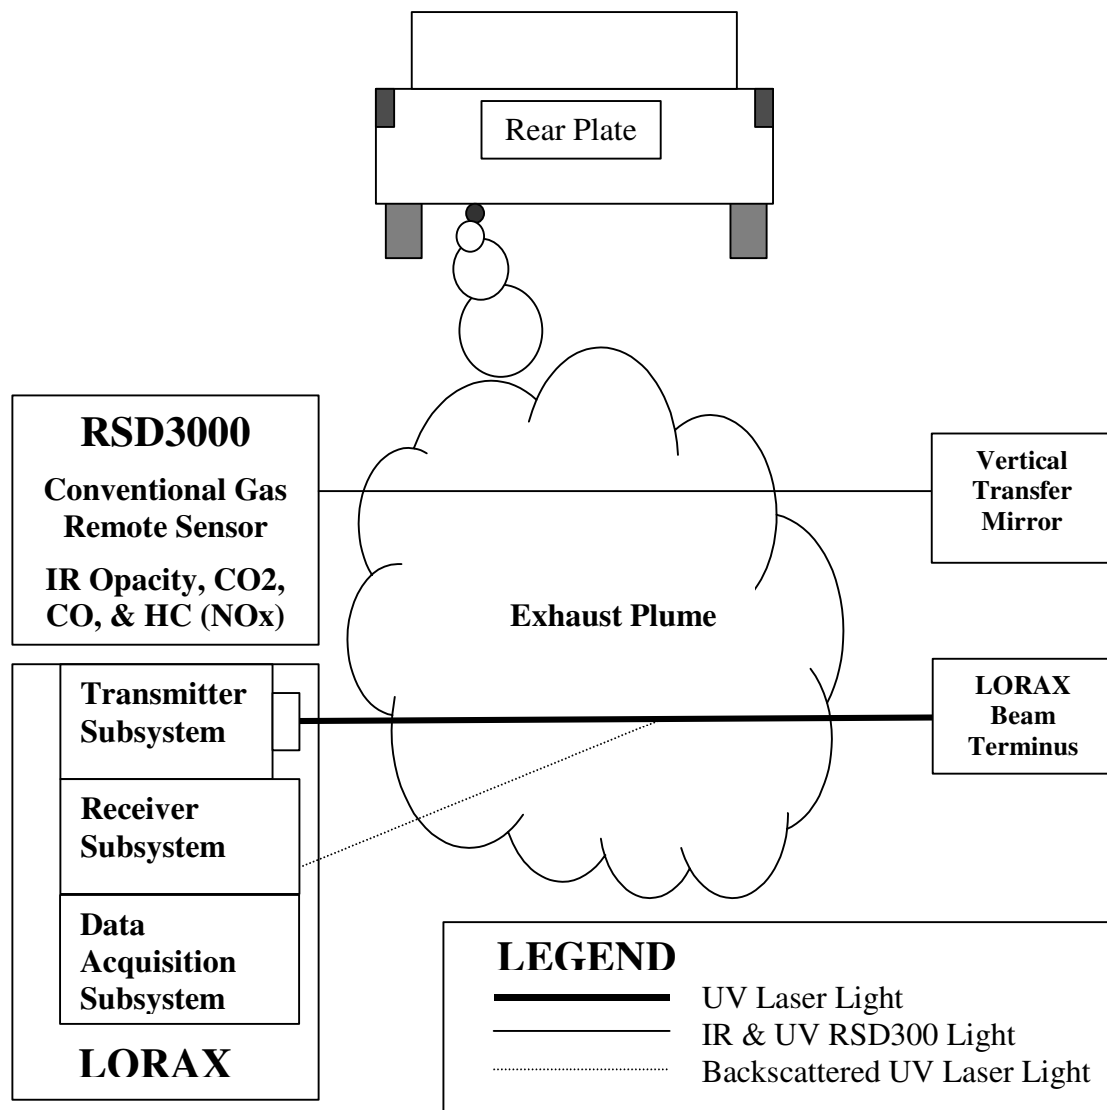 Rear Plate
RSD3000
Conventional Gas
Remote Sensor
IR Opacity, CO2,
CO, & HC (NOx)
Vertical
Transfer
Mirror
Exhaust Plume
Transmitter
Subsystem
LORAX
Beam
Terminus
Receiver
Subsystem
Data
Acquisition
Subsystem
LORAX
LEGEND
UV Laser Light
IR & UV RSD300 Light
Backscattered UV Laser Light